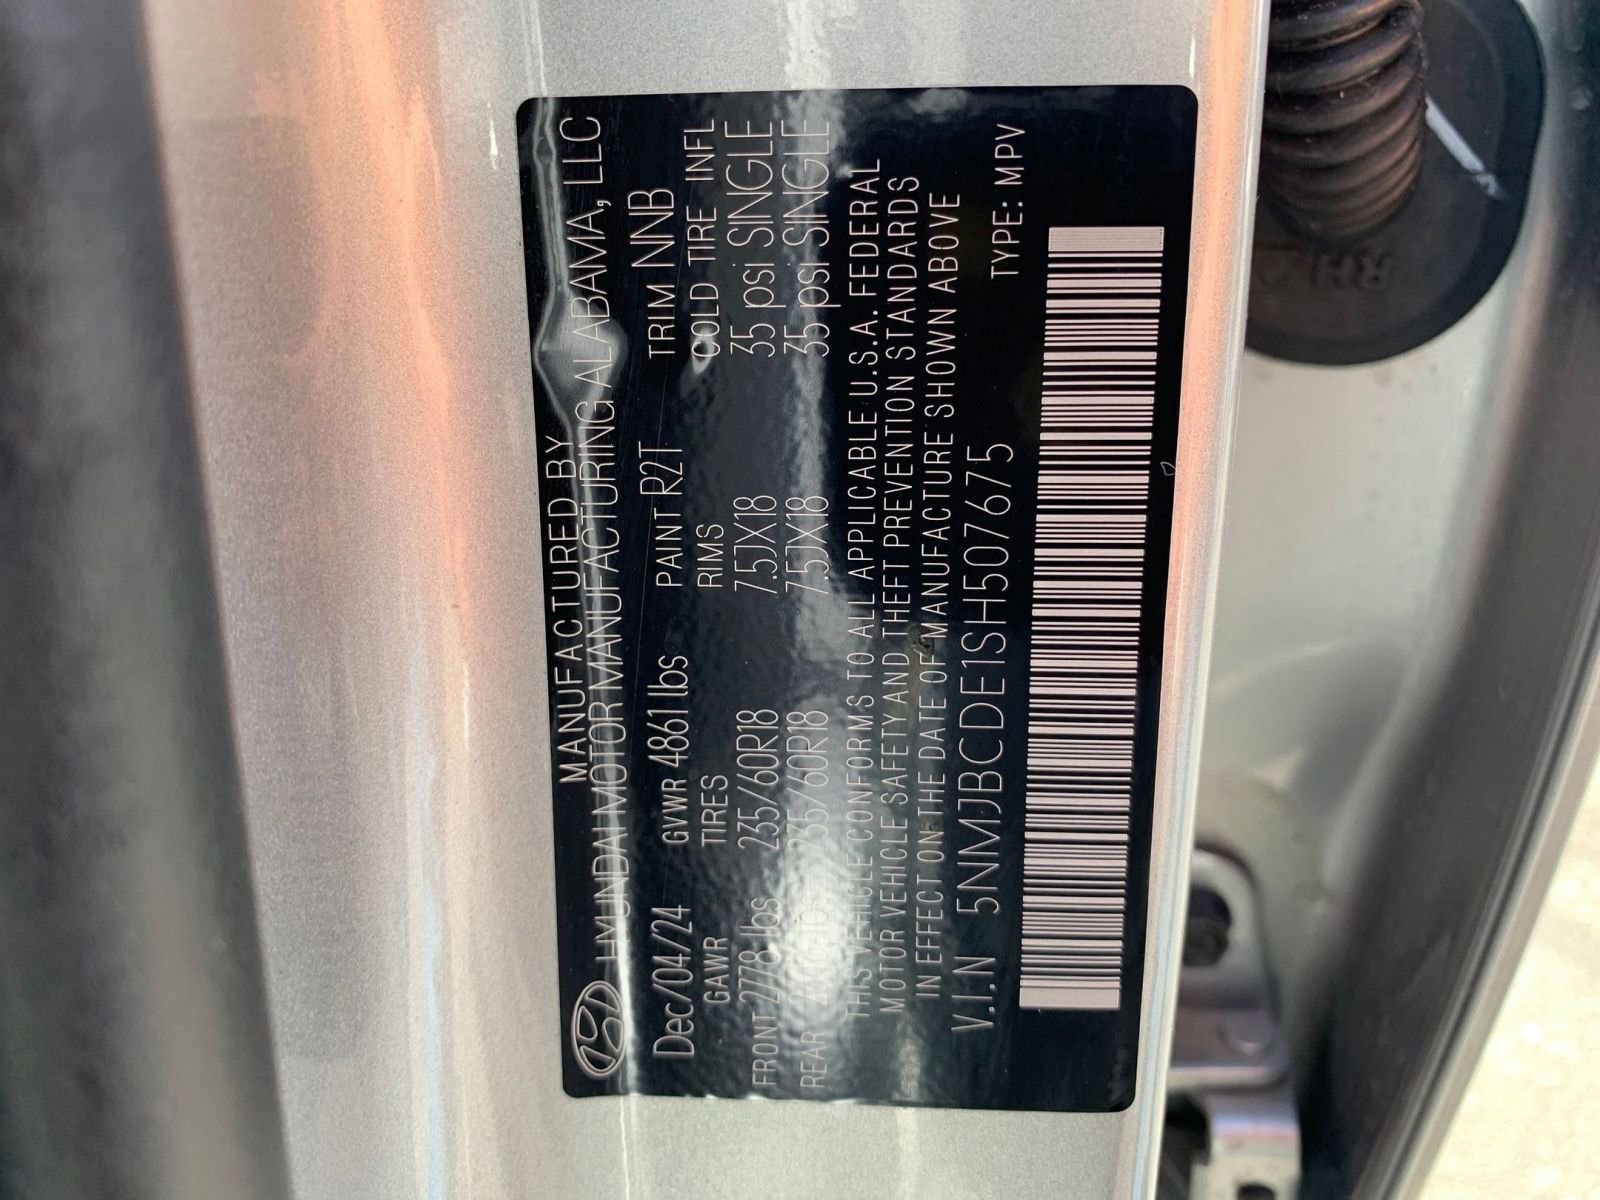 MANUFACTURED BY
HYUNDAI MOTOR MANUFACTURING ALABAMA, LLC
Dec/04/24 GVWR 4861 lbs PAINT R2T TRIM NNB
GAWR TIRES RIMS COLD TIRE INFL
FRONT 2778 lbs 235/60R18 7.5JX18 35 psi SINGLE
REAR lbs 235/60R18 7.5JX18 35 psi SINGLE
THIS VEHICLE CONFORMS TO ALL APPLICABLE U.S.A. FEDERAL
MOTOR VEHICLE SAFETY AND THEFT PREVENTION STANDARDS
IN EFFECT ON THE DATE OF MANUFACTURE SHOWN ABOVE
V.I.N 5NMJBCDE1SH507675 TYPE: MPV